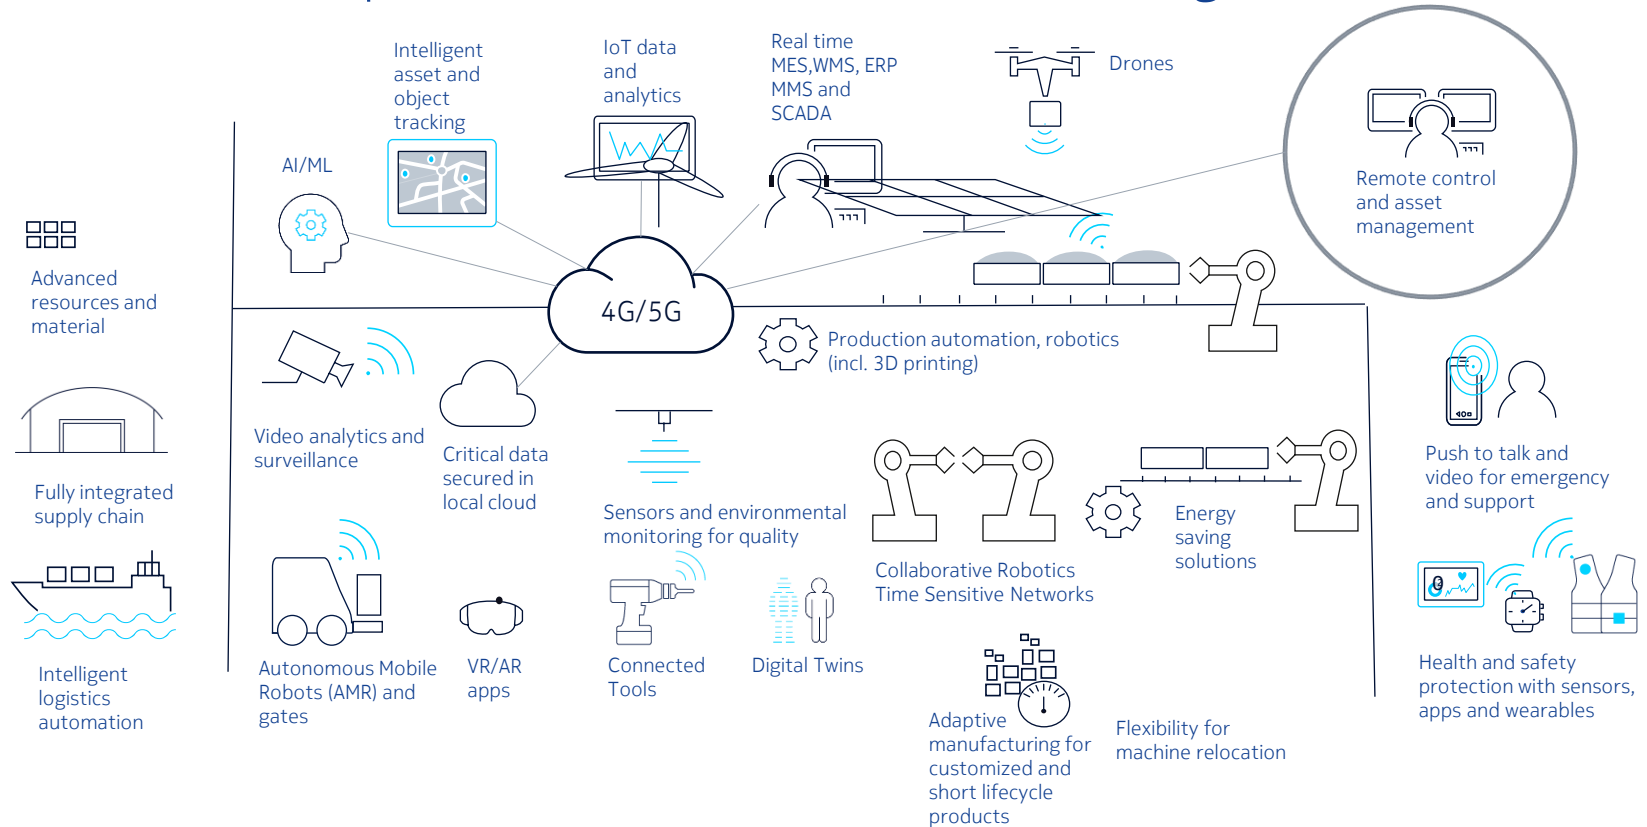 Intelligent
asset and
object
tracking
IoT data
and
analytics
Real time
MES,WMS, ERP
MMS and
SCADA
Drones
AI/ML
Remote control
and asset
management
Advanced
resources and
material
4G/5G
Production automation, robotics
(incl. 3D printing)
Video analytics and
surveillance
Critical data
secured in
local cloud
Push to talk and
video for emergency
and support
Fully integrated
supply chain
Sensors and environmental
monitoring for quality
Energy
saving
solutions
Collaborative Robotics
Time Sensitive Networks
Intelligent
logistics
automation
Autonomous Mobile
Robots (AMR) and
gates
VR/AR
apps
Connected
Tools
Digital Twins
Health and safety
protection with sensors,
apps and wearables
Adaptive
manufacturing for
customized and
short lifecycle
products
Flexibility for
machine relocation